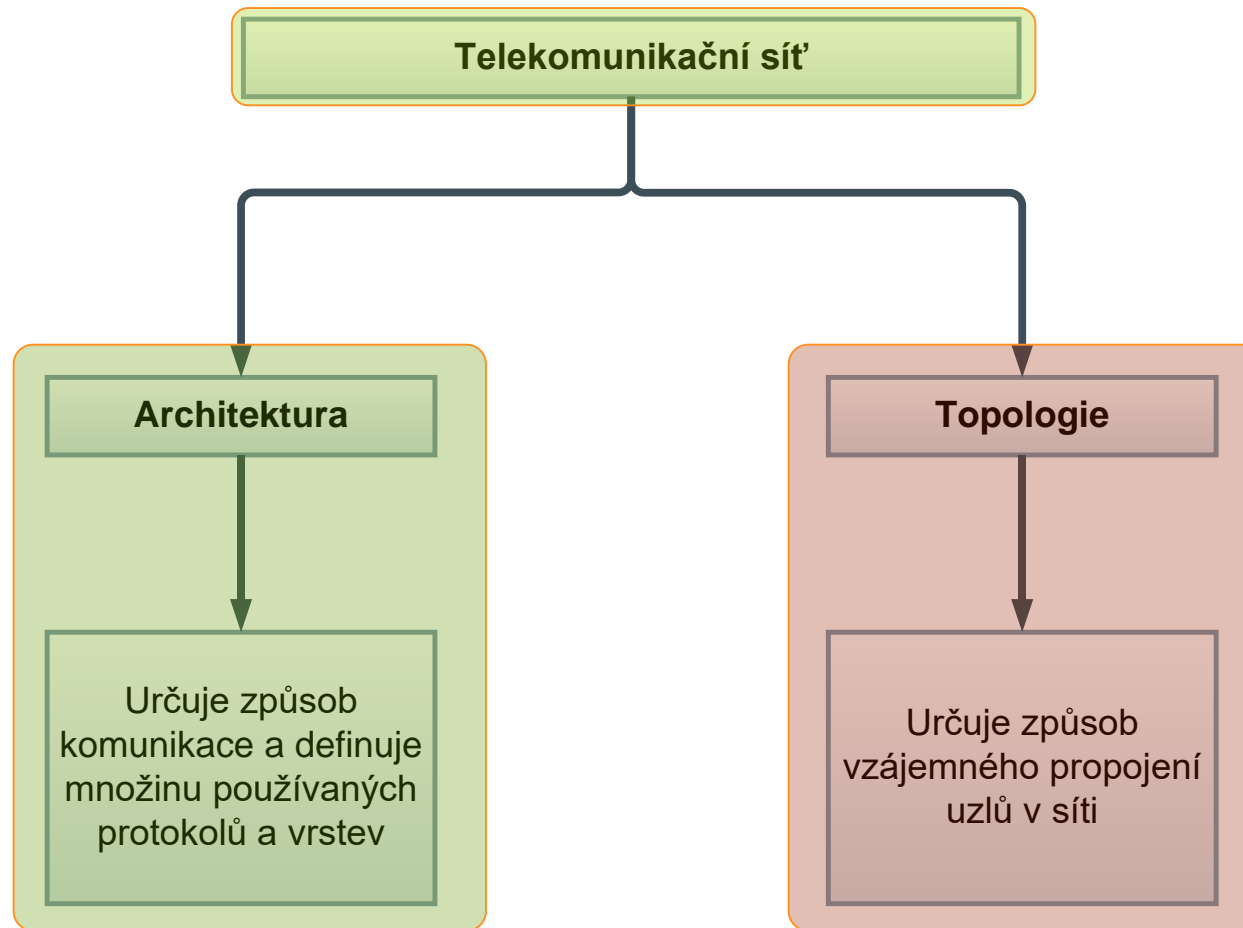 Telekomunikační síť
Architektura
Topologie
Určuje způsob
komunikace a definuje
množinu používaných
protokolů a vrstev
Určuje způsob
vzájemného propojení
uzlů v síti